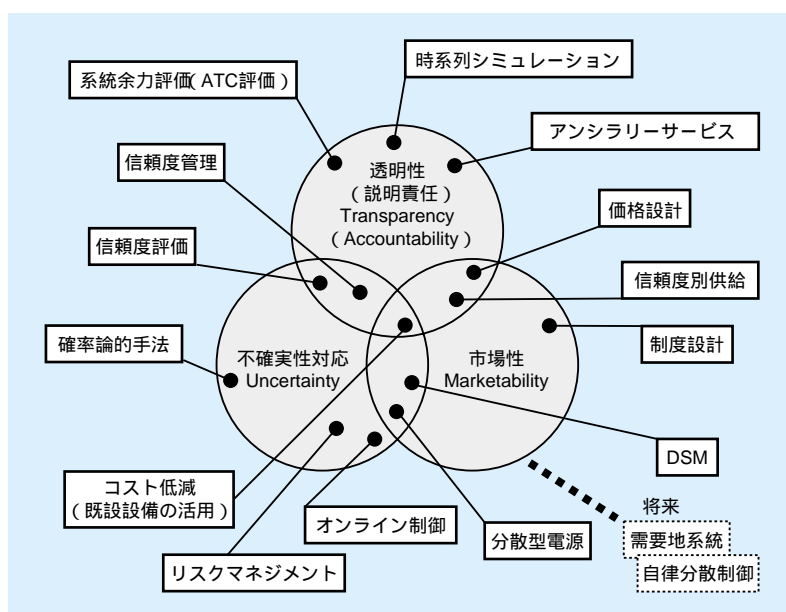 時系列シミュレーション
系統余力評価(ATC評価)
アンシラリーサービス
信頼度管理
透明性
(説明責任)
Transparency
(Accountability)
価格設計
信頼度評価
信頼度別供給
確率論的手法
不確実性対応
Uncertainty
市場性
Marketability
制度設計
DSM
コスト低減
(既設設備の活用)
オンライン制御
分散型電源
リスクマネジメント
将来
需要地系統
自律分散制御